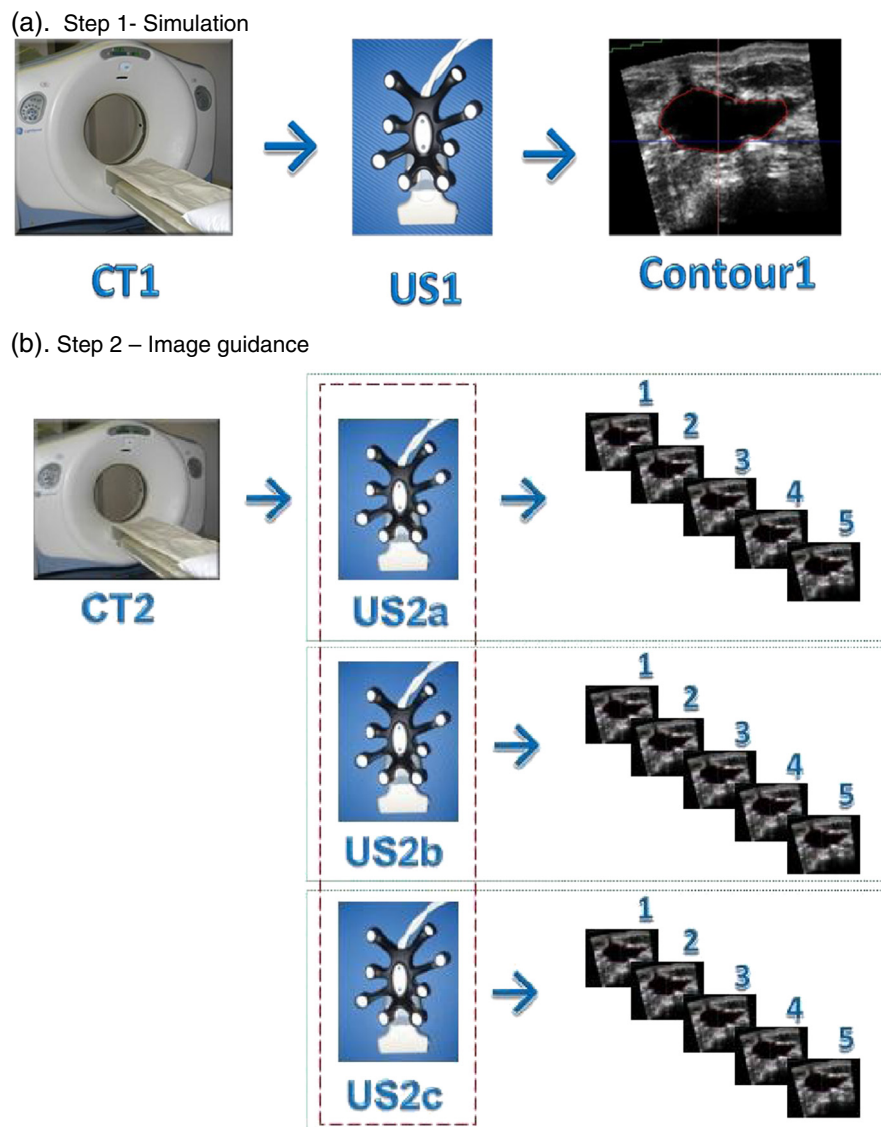 (a). Step 1- Simulation
CT1
US1
Contour1
(b). Step 2 – Image guidance
1
2
3
4
5
CT2
US2a
1
2
3
4
5
US2b
1
2
3
4
5
US2c